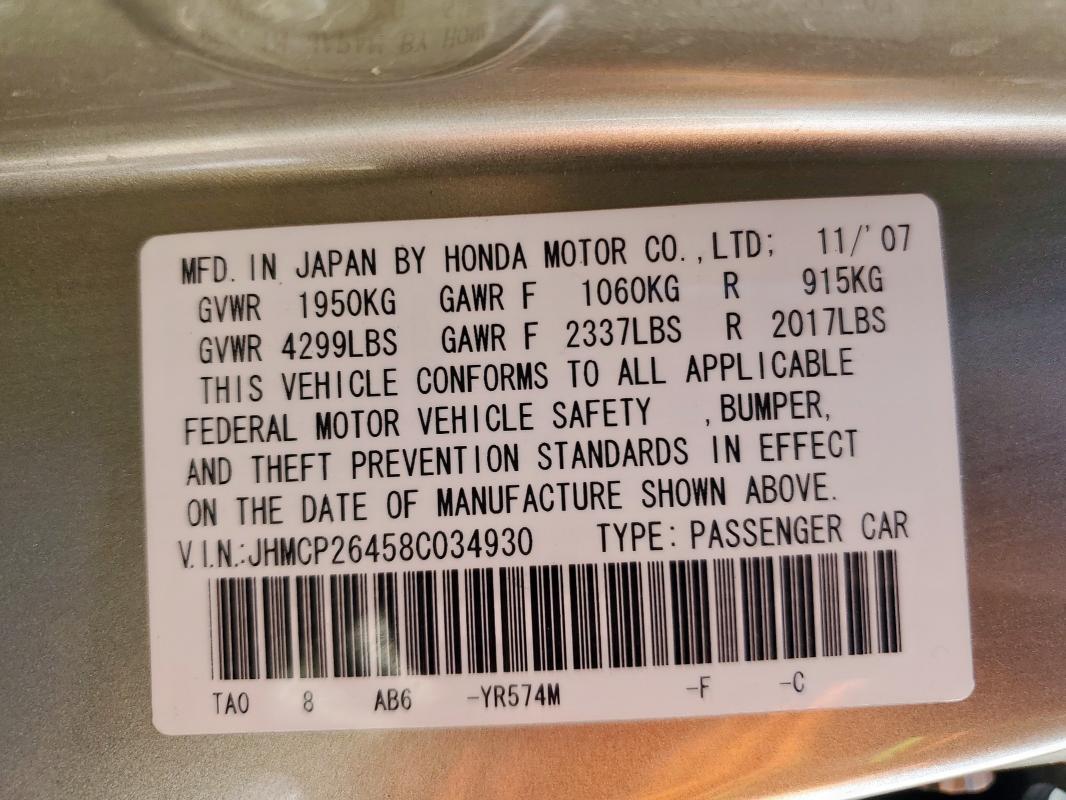 MFD. IN JAPAN BY HONDA MOTOR CO.,LTD; 11/'07
GVWR 1950KG GAWR F 1060KG R 915KG
GVWR 4299LBS GAWR F 2337LBS R 2017LBS
THIS VEHICLE CONFORMS TO ALL APPLICABLE
FEDERAL MOTOR VEHICLE SAFETY ,BUMPER,
AND THEFT PREVENTION STANDARDS IN EFFECT
ON THE DATE OF MANUFACTURE SHOWN ABOVE.
V.I.N.:JHMCP26458C034930 TYPE: PASSENGER CAR
TA0 8 AB6 -YR574M -F -C